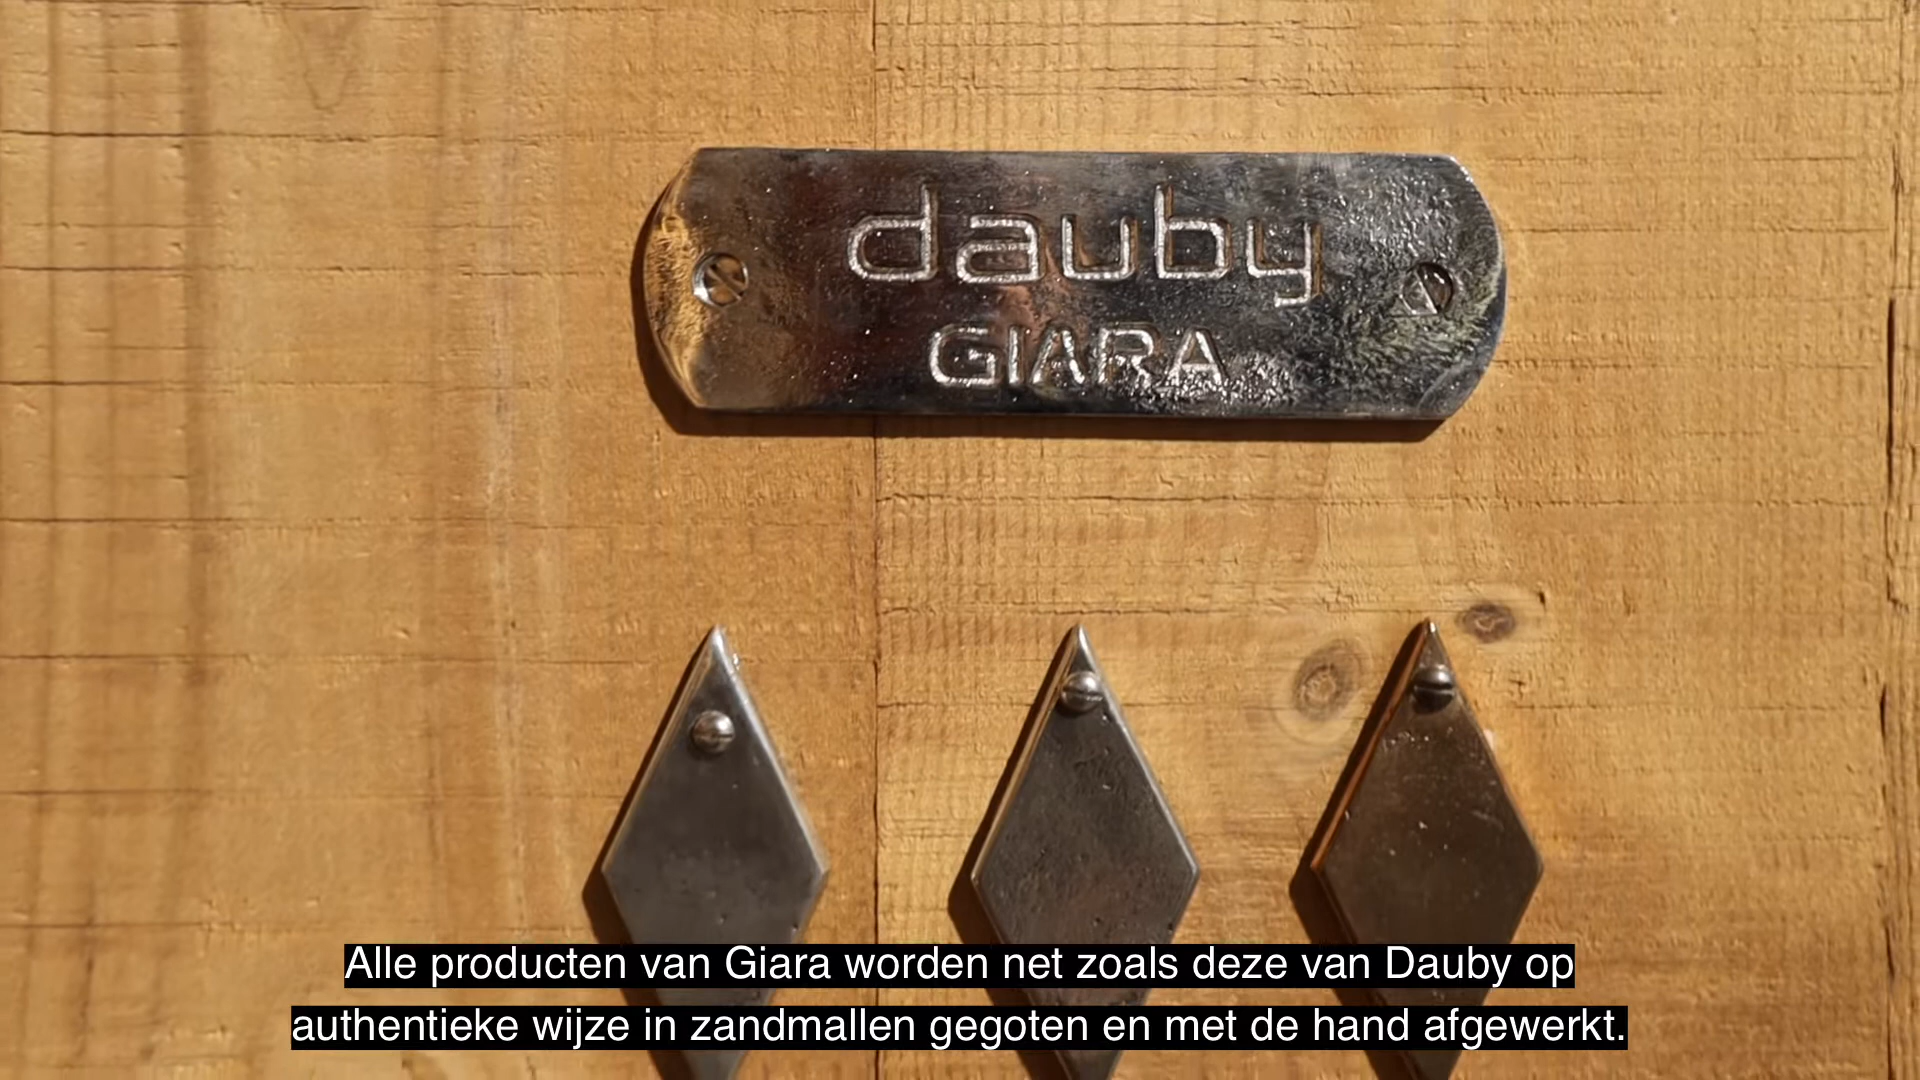 dauby
GIARA
Alle producten van Giara worden net zoals deze van Dauby op
authentieke wijze in zandmallen gegoten en met de hand afgewerkt.